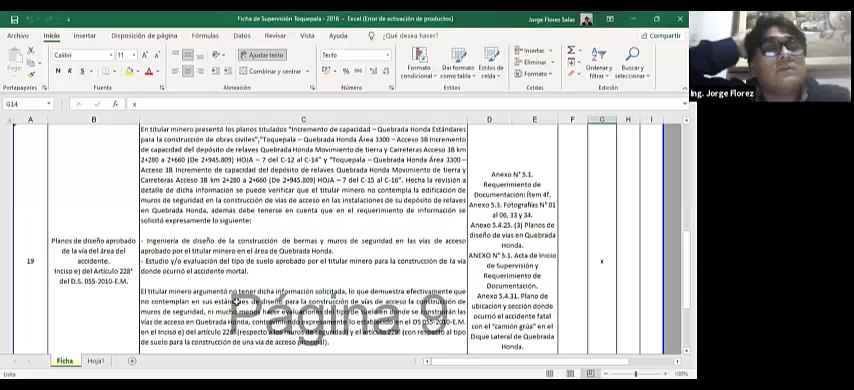 Ficha de Supervisión Toquepala - 2016 - Excel (Error de activación de productos)
Jorge Florez Salas
Archivo Inicio Insertar Disposición de página Fórmulas Datos Revisar Vista Ayuda ¿Qué desea hacer? Compartir
Calibri 11 A A Ajustar texto Texto Insertar Σ
Eliminar
Pegar N K S A Combinar y centrar % 000 Formato Dar formato Estilos de Formato Ordenar y Buscar y
condicional como tabla celda filtrar seleccionar
Portapapeles Fuente Alineación Número Estilos Celdas Edición
Ing. Jorge Florez
G14 fx x
A B C D E F G H I
En titular minero presentó los planos titulados "Incremento de capacidad – Quebrada Honda Estándares
para la construcción de obras civiles", "Toquepala – Quebrada Honda Área 3300 – Acceso 3B Incremento
de capacidad del depósito de relaves Quebrada Honda Movimiento de tierra y Carreteras Acceso 3B km
2+280 a 2+660 (De 2+945.809) HOJA – 7 del C-12 al C-14" y "Toquepala – Quebrada Honda Área 3300 –
Acceso 3B Incremento de capacidad del depósito de relaves Quebrada Honda Movimiento de tierra y
Carreteras Acceso 3B km 2+280 a 2+660 (De 2+945.809) HOJA – 7 del C-15 al C-16". Hecha la revisión a
detalle de dicha información se puede verificar que el titular minero no contempla la edificación de
muros de seguridad en la construcción de vías de acceso en las instalaciones de su depósito de relaves
en Quebrada Honda, además debe tenerse en cuenta que en el requerimiento de información se
solicitó expresamente lo siguiente:
- Ingeniería de diseño de la construcción de bermas y muros de seguridad en las vías de acceso
aprobado por el titular minero en el área de Quebrada Honda.
- Estudio y/o evaluación del tipo de suelo aprobado por el titular minero para la construcción de la vía
donde ocurrió el accidente mortal.
El titular minero argumentó no tener dicha información solicitada, lo que demuestra efectivamente que
no contemplan en sus estándares de diseño para la construcción de vías de acceso la construcción de
muros de seguridad, ni mucho hacer evaluaciones de tipo de suelo en donde se construirán las
vías de acceso en Quebrada Honda, contraviniendo expresamente lo establecido en el DS 055-2010-E.M.
en el Inciso e) del artículo 228° (respecto a los muros de seguridad) y el artículo 229° (con respecto al tipo
de suelo para la construcción de una vía de acceso principal).
Página 9
19
Planos de diseño aprobado
de la vía del área del
accidente.
Inciso e) del Artículo 228°
del D.S. 055-2010-E.M.
Anexo N° 5.1.
Requerimiento de
Documentación: Ítem 4f.
Anexo 5.3. Fotografías N° 01
al 06, 33 y 34.
Anexo 5.4.25. (3) Planos de
diseño de vías en Quebrada
Honda.
ANEXO N° 5.1. Acta de Inicio
de Supervisión y
Requerimiento de
Documentación.
Anexo 5.4.31. Plano de
ubicación y sección donde
ocurrió el accidente
fatal con el "camión grúa" en el
Dique Lateral de Quebrada
Honda.
x
Ficha Hoja1
Listo 100%